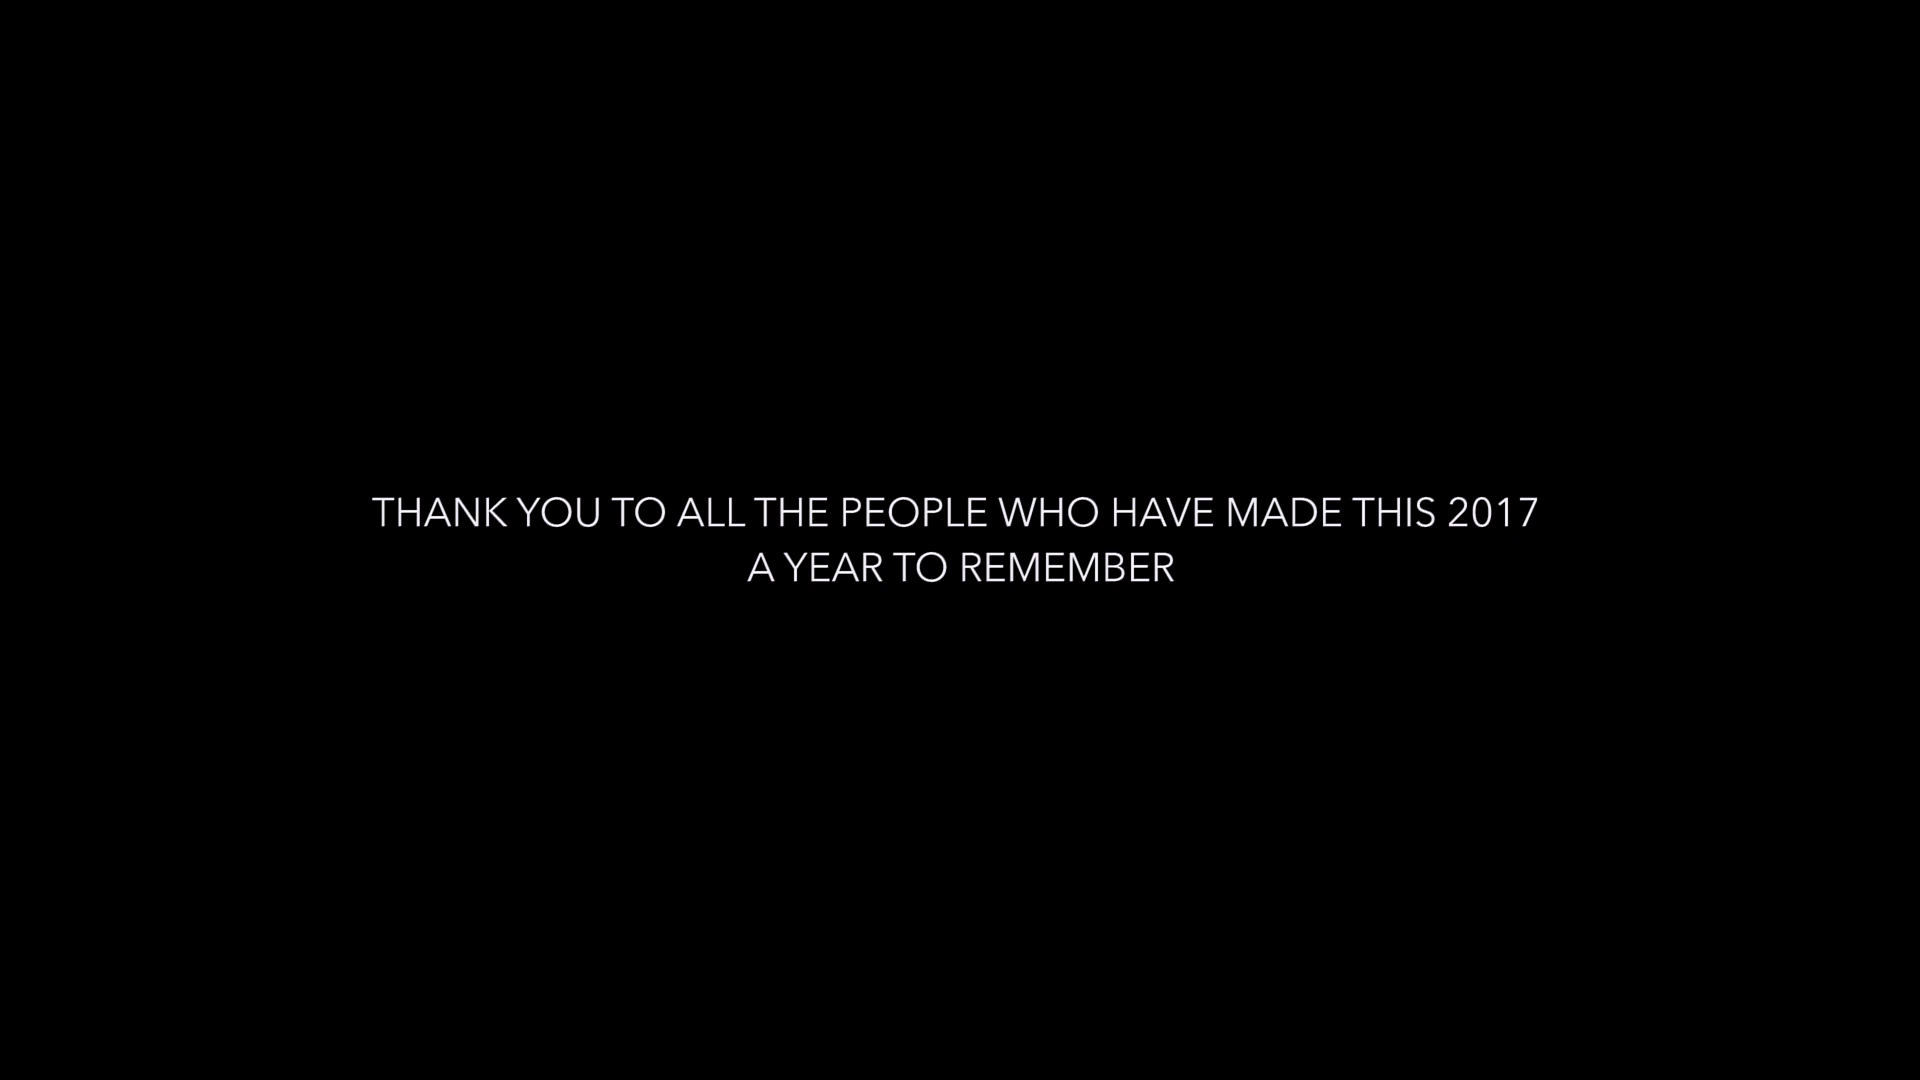 THANK YOU TO ALL THE PEOPLE WHO HAVE MADE THIS 2017
A YEAR TO REMEMBER